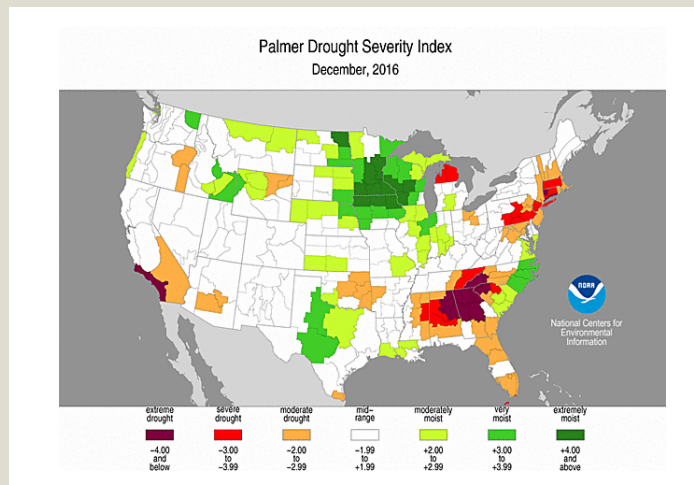 Palmer Drought Severity Index
December, 2016
NOAA
National Centers for
Environmental
Information
extreme
drought
severe
drought
moderate
drought
mid-
range
moderately
moist
very
moist
extremely
moist
-4.00
and
below
-3.00
to
-3.99
-2.00
to
-2.99
-1.99
to
+1.99
+2.00
to
+2.99
+3.00
to
+3.99
+4.00
and
above